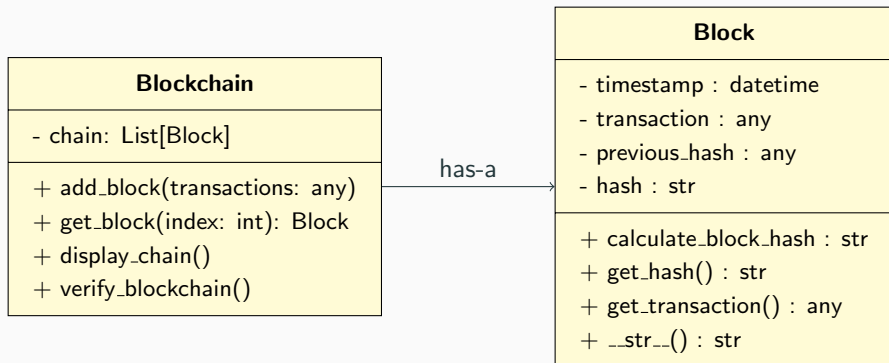 Blockchain
- chain: List[Block]
+ add_block(transactions: any)
+ get_block(index: int): Block
+ display_chain()
+ verify_blockchain()
has-a
Block
- timestamp : datetime
- transaction : any
- previous_hash : any
- hash : str
+ calculate_block_hash : str
+ get_hash() : str
+ get_transaction() : any
+ __str__() : str